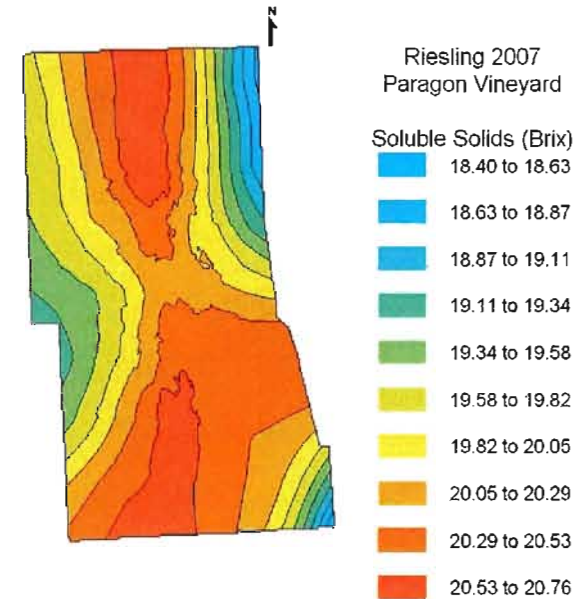 N
Riesling 2007
Paragon Vineyard
Soluble Solids (Brix)
18.40 to 18.63
18.63 to 18.87
18.87 to 19.11
19.11 to 19.34
19.34 to 19.58
19.58 to 19.82
19.82 to 20.05
20.05 to 20.29
20.29 to 20.53
20.53 to 20.76